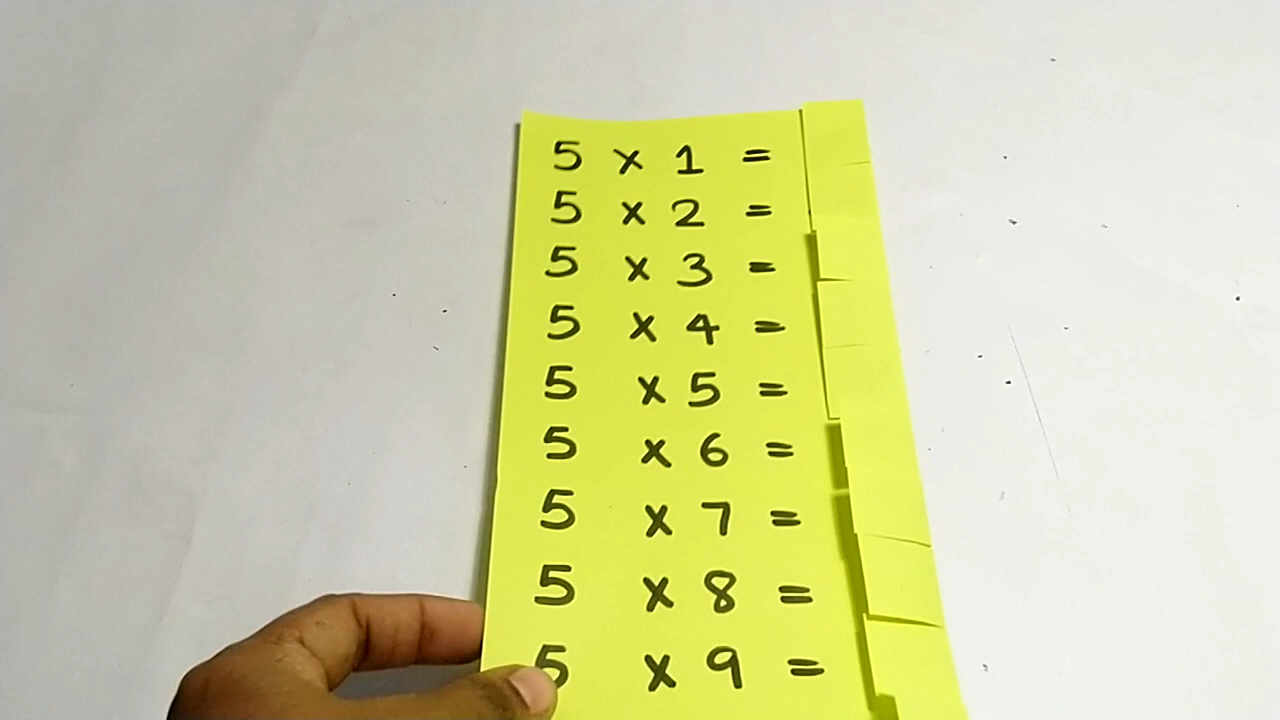 5 x 1 =
5 x 2 =
5 x 3 =
5 x 4 =
5 x 5 =
5 x 6 =
5 x 7 =
5 x 8 =
5 x 9 =